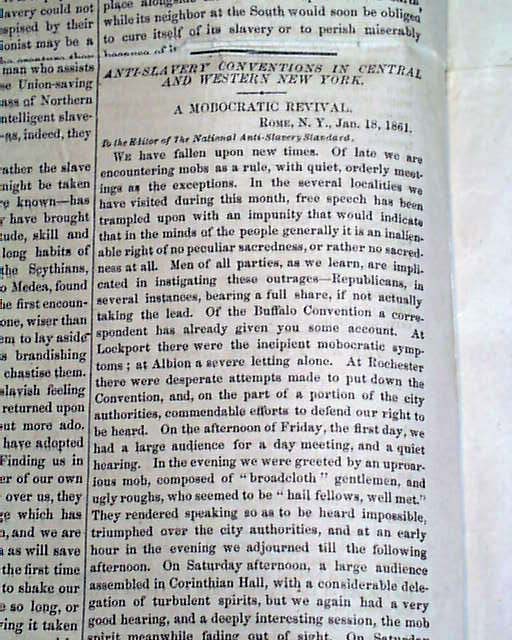 lavery could not
espised by their
ionist may be a
man who assists
e Union-saving
ass of Northern
ntelligent slave-
rs, indeed, they
rather the slave
night be taken
re known—has
y have brought
tude, skill and
long habits of
the Scythians,
o Medea, found
he first encoun-
one, wiser than
em to lay aside
s brandishing
chastise them.
slavish feeling
returned upon
out more ado.
have adopted
Finding us in
er of our own
over us, they
ge which has
n, and we are
a as will save
the first time
to shake our
e so long, or
ring it taken
place
while its neighbor at the South would soon be obliged
to cure itself of its slavery or to perish miserably
ANTI-SLAVERY CONVENTIONS IN CENTRAL
AND WESTERN NEW YORK.
A MOBOCRATIC REVIVAL.
ROME, N. Y., Jan. 18, 1861.
To the Editor of The National Anti-Slavery Standard.
WE have fallen upon new times. Of late we are
encountering mobs as a rule, with quiet, orderly meet-
ings as the exceptions. In the several localities we
have visited during this month, free speech has been
trampled upon with an impunity that would indicate
that in the minds of the people generally it is an inalien-
able right of no peculiar sacredness, or rather no sacred-
ness at all. Men of all parties, as we learn, are impli-
cated in instigating these outrages—Republicans, in
several instances, bearing a full share, if not actually
taking the lead. Of the Buffalo Convention a corre-
spondent has already given you some account. At
Lockport there were the incipient mobocratic symp-
toms; at Albion a severe letting alone. At Rochester
there were desperate attempts made to put down the
Convention, and, on the part of a portion of the city
authorities, commendable efforts to defend our right to
be heard. On the afternoon of Friday, the first day, we
had a large audience for a day meeting, and a quiet
hearing. In the evening we were greeted by an uproar-
ious mob, composed of "broadcloth" gentlemen, and
ugly roughs, who seemed to be "hail fellows, well met."
They rendered speaking so as to be heard impossible,
triumphed over the city authorities, and at an early
hour in the evening we adjourned till the following
afternoon. On Saturday afternoon, a large audience
assembled in Corinthian Hall, with a considerable dele-
gation of turbulent spirits, but we again had a very
good hearing, and a deeply interesting session, the mob
spirit meanwhile fading out of sight. On Saturday